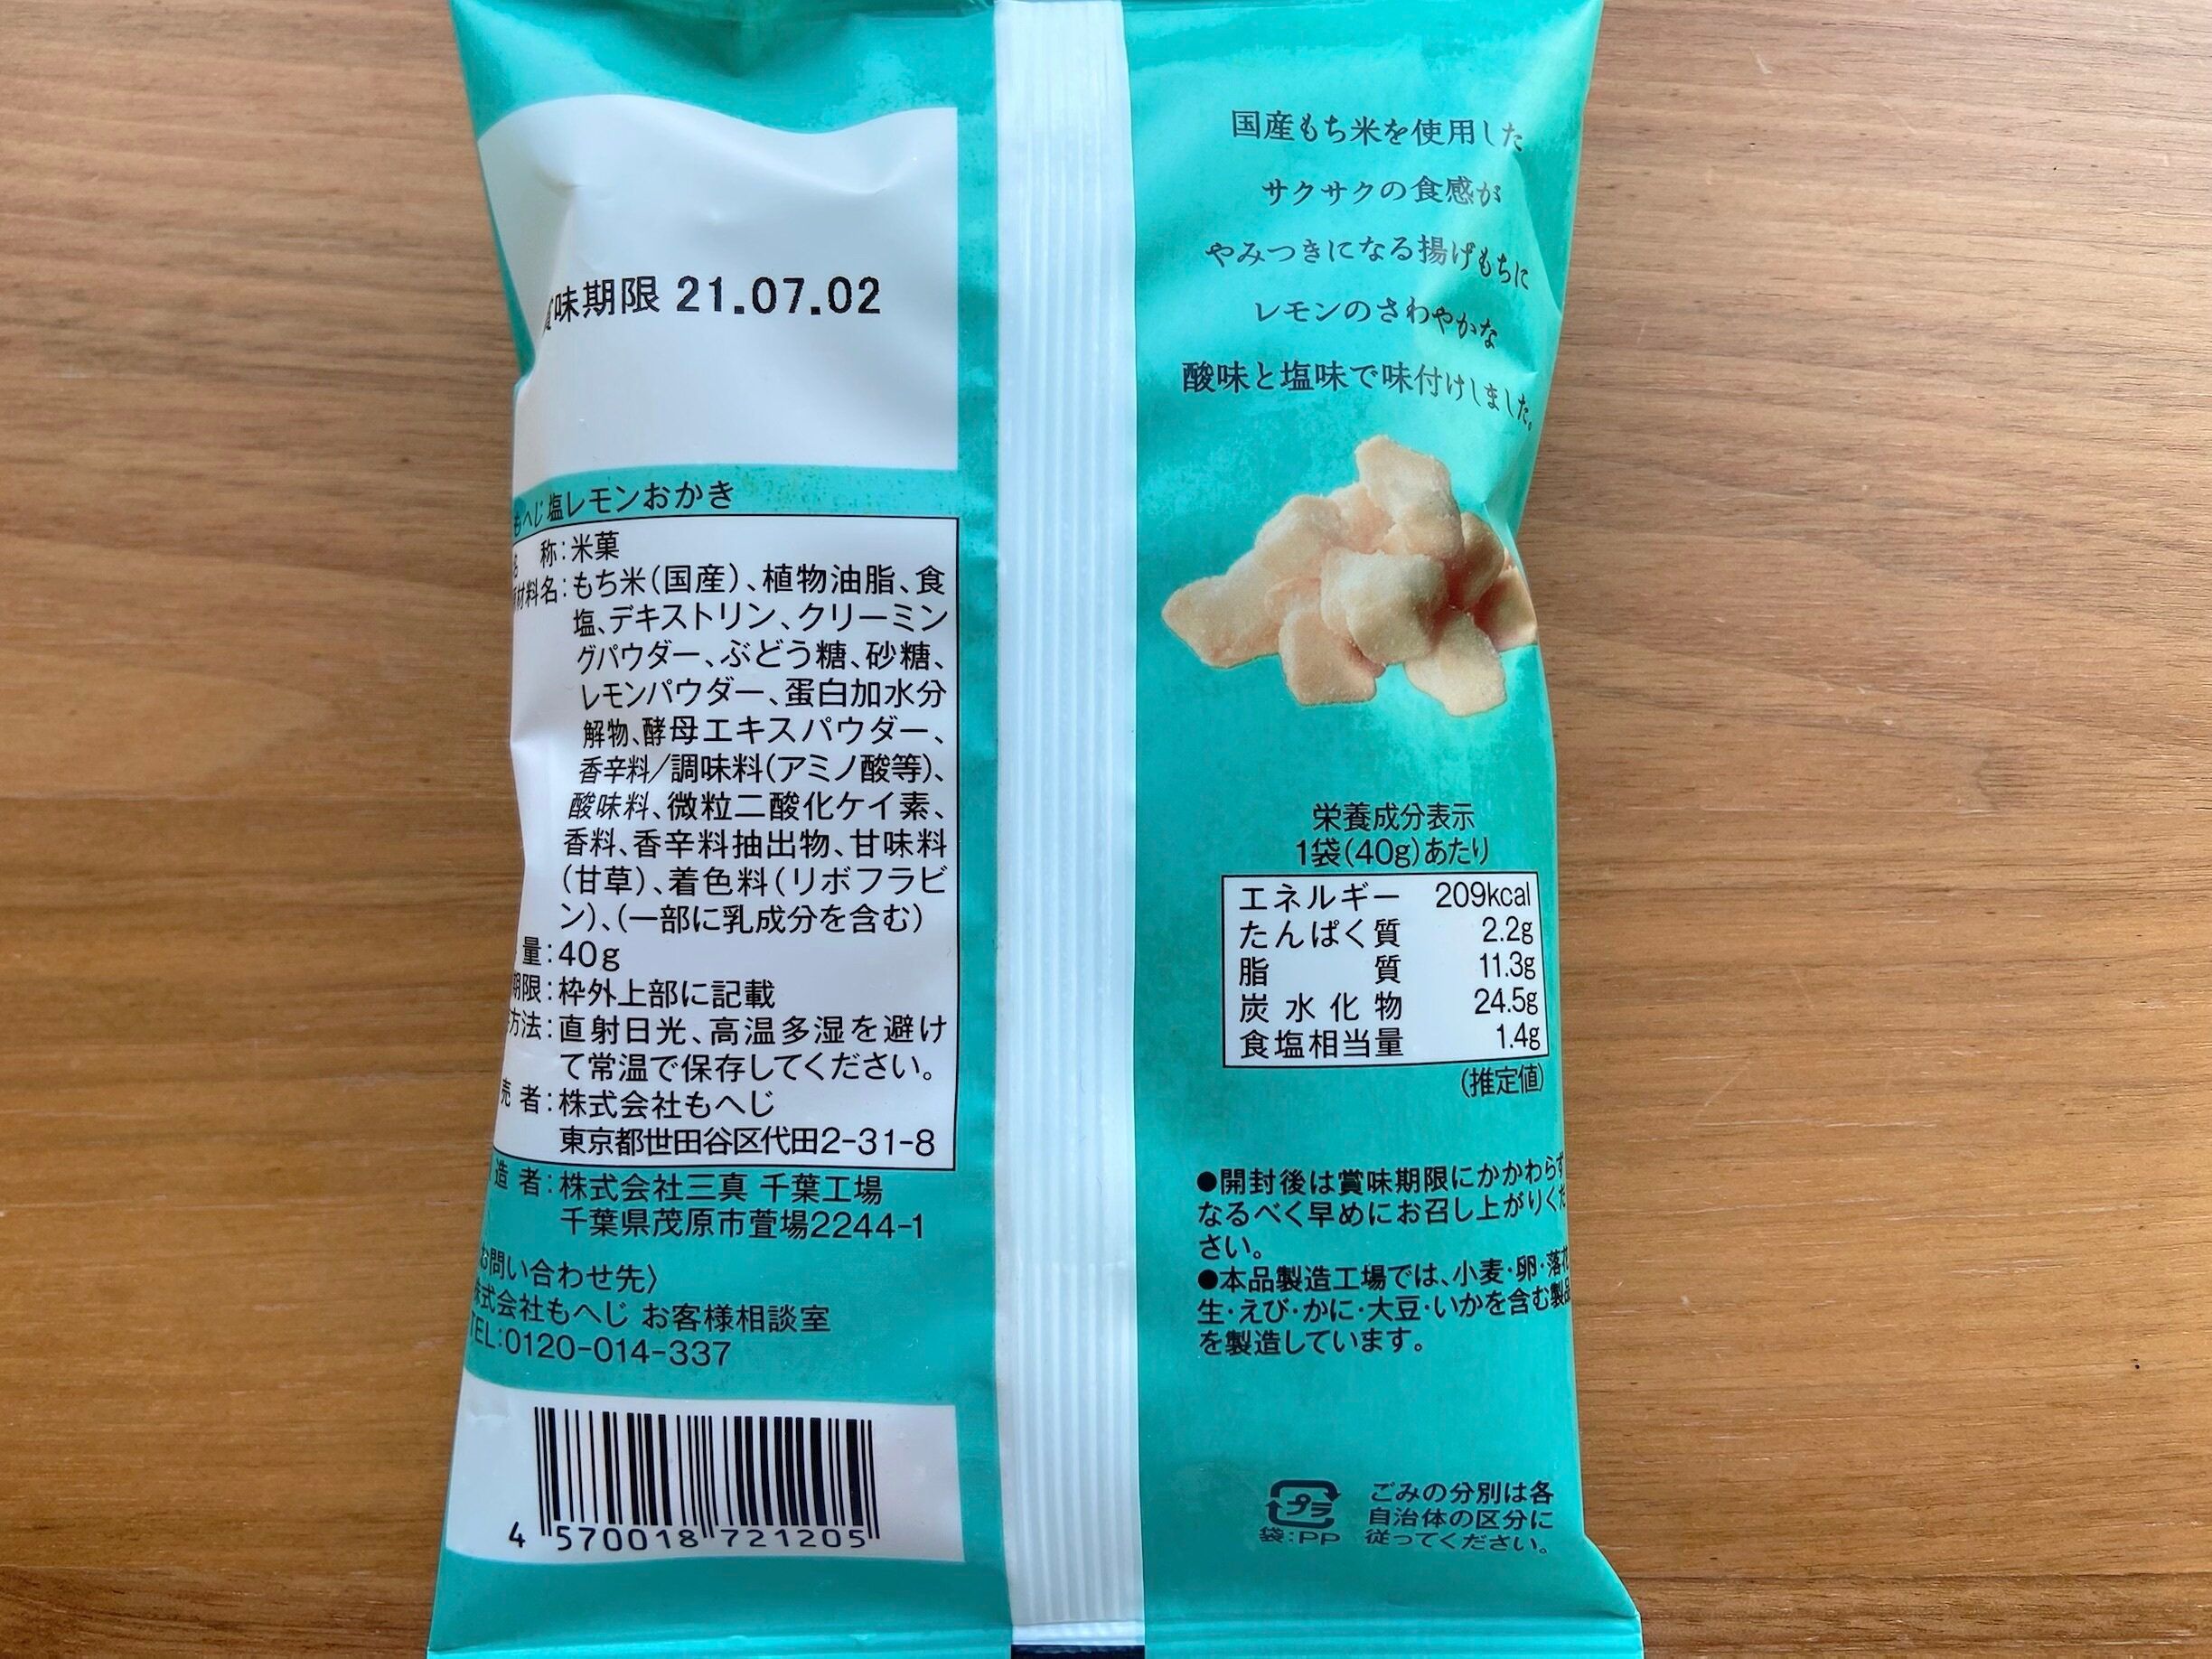 味期限 21.07.02
もへじ塩レモンおかき
称:米菓
材料名:もち米(国産)、植物油脂、食
塩、デキストリン、クリーミン
グパウダー、ぶどう糖、砂糖、
レモンパウダー、蛋白加水分
解物、酵母エキスパウダー、
香辛料/調味料(アミノ酸等)、
酸味料、微粒二酸化ケイ素、
香料、香辛料抽出物、甘味料
(甘草)、着色料(リボフラビ
ン)、(一部に乳成分を含む)
量:40g
期限:枠外上部に記載
方法:直射日光、高温多湿を避け
て常温で保存してください。
売者:株式会社もへじ
東京都世田谷区代田2-31-8
造者:株式会社三真 千葉工場
千葉県茂原市萱場2244-1
お問い合わせ先〉
株式会社もへじ お客様相談室
TEL:0120-014-337
4 570018 721205
国産もち米を使用した
サクサクの食感が
やみつきになる揚げもちに
レモンのさわやかな
酸味と塩味で味付けしました。
栄養成分表示
1袋(40g)あたり
エネルギー 209kcal
たんぱく質 2.2g
脂質 11.3g
炭水化物 24.5g
食塩相当量 1.4g
(推定値)
●開封後は賞味期限にかかわらず
なるべく早めにお召し上がりくだ
さい。
●本品製造工場では、小麦・卵・落花
生・えび・かに・大豆・いかを含む製品
を製造しています。
プラ
袋:PP
ごみの分別は各
自治体の区分に
従ってください。